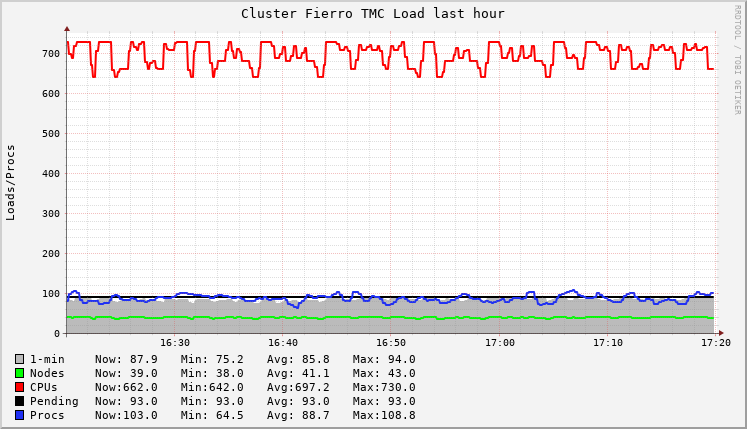 Cluster Fierro TMC Load last hour
RRDTOOL / TOBI OETIKER
Loads/Procs
700
600
500
400
300
200
100
0
16:30 16:40 16:50 17:00 17:10 17:20
1-min Now: 87.9 Min: 75.2 Avg: 85.8 Max: 94.0
Nodes Now: 39.0 Min: 38.0 Avg: 41.1 Max: 43.0
CPUs Now:662.0 Min:642.0 Avg:697.2 Max:730.0
Pending Now: 93.0 Min: 93.0 Avg: 93.0 Max: 93.0
Procs Now:103.0 Min: 64.5 Avg: 88.7 Max:108.8